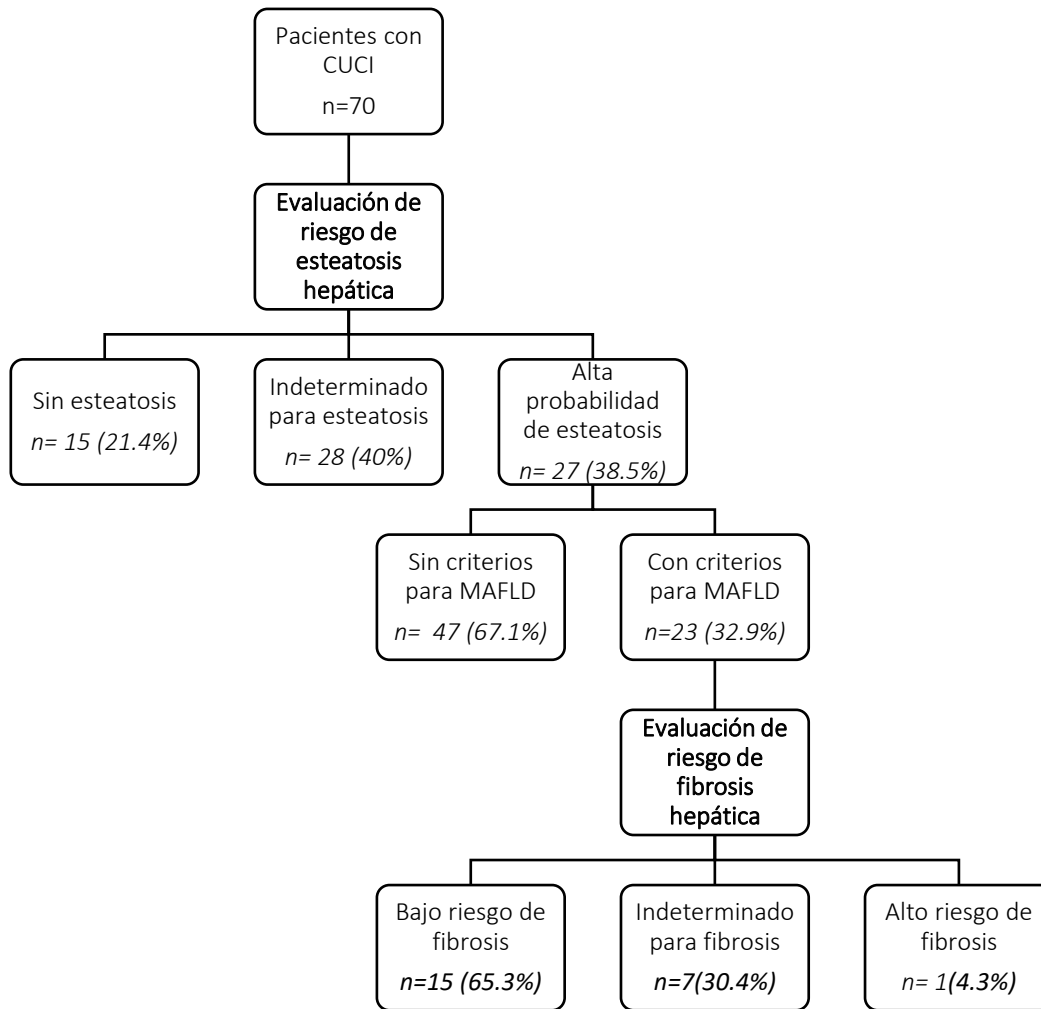 Pacientes con
CUCI
n=70
Evaluación de
riesgo de
esteatosis
hepática
Sin esteatosis
n= 15 (21.4%)
Indeterminado
para esteatosis
n= 28 (40%)
Alta
probabilidad
de esteatosis
n= 27 (38.5%)
Sin criterios
para MAFLD
n= 47 (67.1%)
Con criterios
para MAFLD
n=23 (32.9%)
Evaluación de
riesgo de
fibrosis
hepática
Bajo riesgo de
fibrosis
n=15 (65.3%)
Indeterminado
para fibrosis
n=7(30.4%)
Alto riesgo de
fibrosis
n= 1(4.3%)